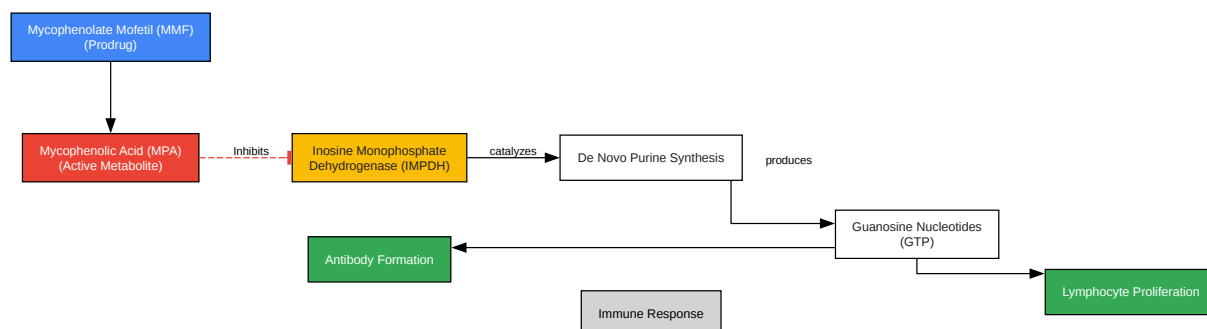 Mycophenolate Mofetil (MMF)
(Prodrug)
Mycophenolic Acid (MPA)
(Active Metabolite)
Inhibits
Inosine Monophosphate
Dehydrogenase (IMPDH)
catalyzes
De Novo Purine Synthesis
produces
Guanosine Nucleotides
(GTP)
Antibody Formation
Lymphocyte Proliferation
Immune Response